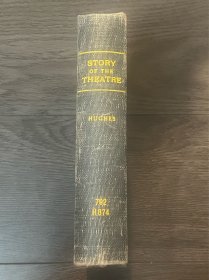 STORY
OF THE
THEATRE
HUGHES
792
H874